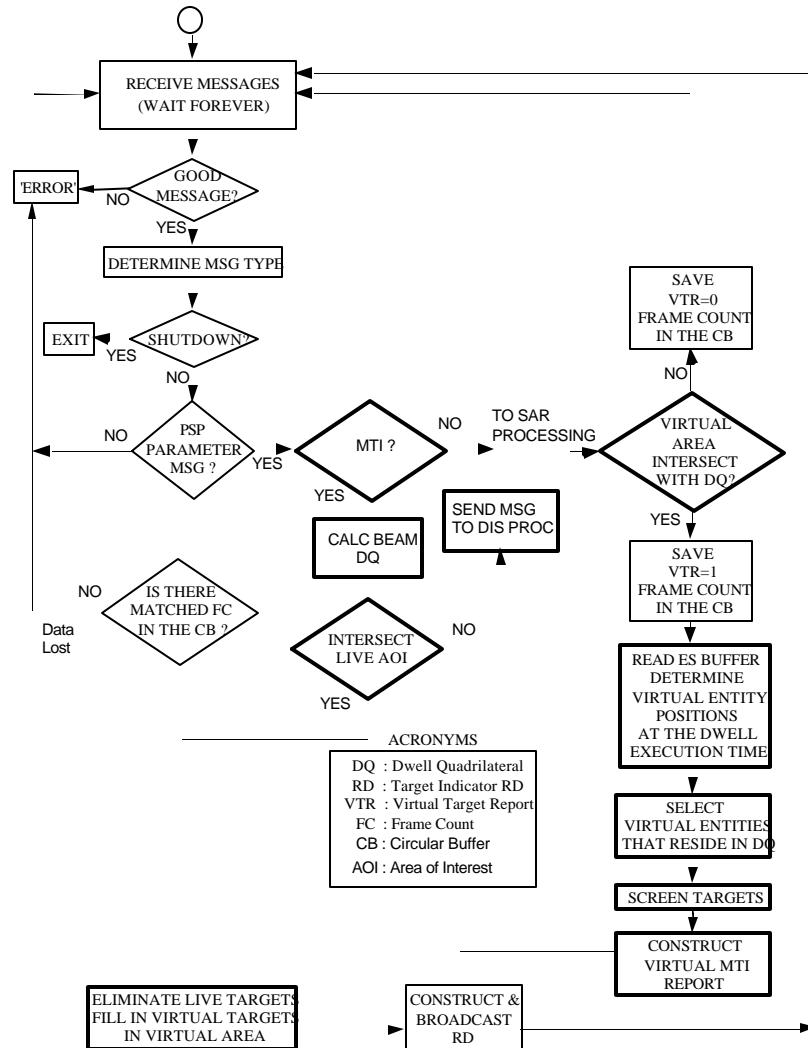 RECEIVE MESSAGES
(WAIT FOREVER)
GOOD
MESSAGE?
'ERROR'
NO
YES
DETERMINE MSG TYPE
SHUTDOWN?
EXIT
YES
NO
PSP
PARAMETER
MSG ?
NO
YES
MTI ?
NO
YES
TO SAR
PROCESSING
SAVE
VTR=0
FRAME COUNT
IN THE CB
NO
VIRTUAL
AREA
INTERSECT
WITH DQ?
YES
SEND MSG
TO DIS PROC
CALC BEAM
DQ
SAVE
VTR=1
FRAME COUNT
IN THE CB
NO
IS THERE
MATCHED FC
IN THE CB ?
Data
Lost
INTERSECT
LIVE AOI
NO
YES
READ ES BUFFER
DETERMINE
VIRTUAL ENTITY
POSITIONS
AT THE DWELL
EXECUTION TIME
ACRONYMS
DQ : Dwell Quadrilateral
RD : Target Indicator RD
VTR : Virtual Target Report
FC : Frame Count
CB : Circular Buffer
AOI : Area of Interest
SELECT
VIRTUAL ENTITIES
THAT RESIDE IN DQ
SCREEN TARGETS
CONSTRUCT
VIRTUAL MTI
REPORT
ELIMINATE LIVE TARGETS
FILL IN VIRTUAL TARGETS
IN VIRTUAL AREA
CONSTRUCT &
BROADCAST
RD